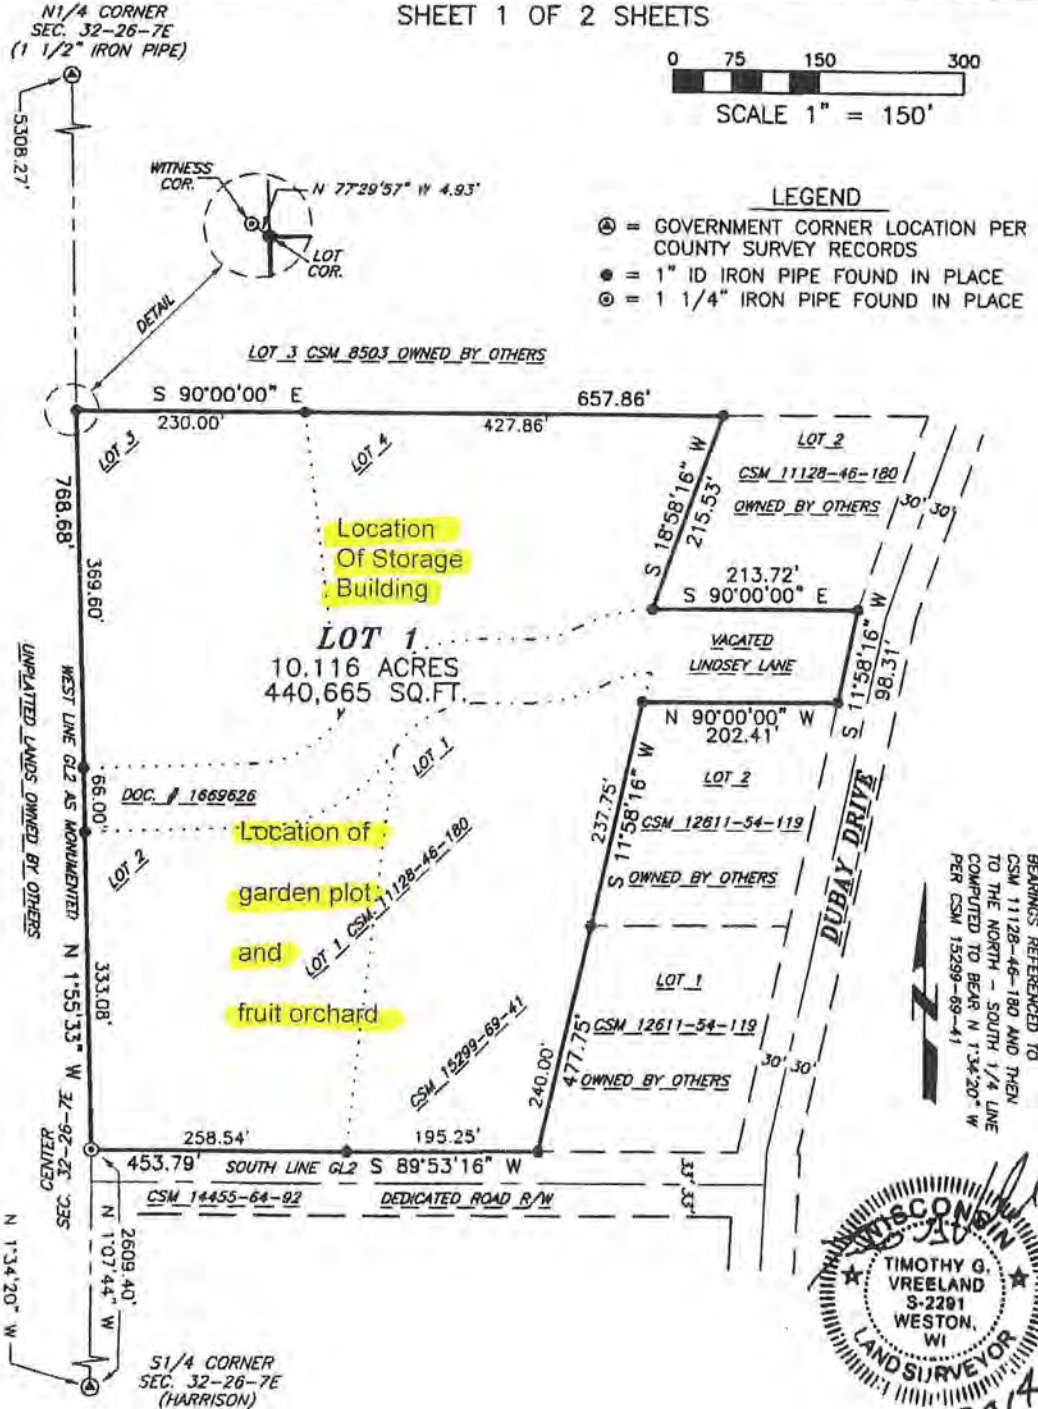 SHEET 1 OF 2 SHEETS
N1/4 CORNER
SEC. 32-26-7E
(1 1/2" IRON PIPE)
5308.27'
0 75 150 300
SCALE 1" = 150'
WITNESS
COR.
N 77°29'57" W 4.93'
LOT
COR.
DETAIL
LEGEND
= GOVERNMENT CORNER LOCATION PER
COUNTY SURVEY RECORDS
= 1" ID IRON PIPE FOUND IN PLACE
= 1 1/4" IRON PIPE FOUND IN PLACE
LOT 3 CSM 8503 OWNED BY OTHERS
S 90°00'00" E
657.86'
230.00'
427.86'
LOT 3
LOT 4
S 18°58'16" W
215.53'
LOT 2
CSM 11128-46-180
OWNED BY OTHERS
30' 30'
768.68'
369.60'
Location
Of Storage
Building
213.72'
S 90°00'00" E
LOT 1
10.116 ACRES
440,665 SQ.FT.
VACATED
LINDSEY LANE
S 11°58'16" W
98.31'
N 90°00'00" W
202.41'
UNPLATTED LANDS OWNED BY OTHERS
WEST LINE GL2 AS MONUMENTED N 1°55'33" W
66.00'
DOC. # 1669626
LOT 1
LOT 2
237.75'
S 11°58'16" W
LOT 2
CSM 12611-54-119
OWNED BY OTHERS
DUBAY DRIVE
Location of
garden plot
and
fruit orchard
LOT 1 CSM 11128-46-180
333.08'
BEARINGS REFERENCED TO
CSM 11128-46-180 AND THEN
TO THE NORTH - SOUTH 1/4 LINE
COMPUTED TO BEAR N 1°34'20" W
PER CSM 15299-69-41
LOT 1
CSM 12611-54-119
OWNED BY OTHERS
240.00'
477.75'
CSM 15299-69-41
30' 30'
258.54'
195.25'
453.79'
SOUTH LINE GL2 S 89°53'16" W
CSM 14455-64-92
DEDICATED ROAD R/W
33' 33'
CENTER
SEC. 32-26-7E
2609.40'
N 1°07'44" W
N 1°34'20" W
S1/4 CORNER
SEC. 32-26-7E
(HARRISON)
WISCONSIN
TIMOTHY G.
VREELAND
S-2291
WESTON,
WI
LAND SURVEYOR